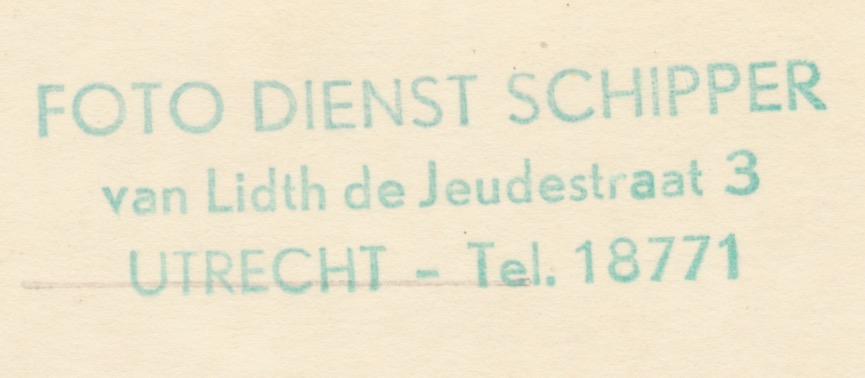 FOTO DIENST SCHIPPER
van Lidth de Jeudestraat 3
UTRECHT - Tel. 18771